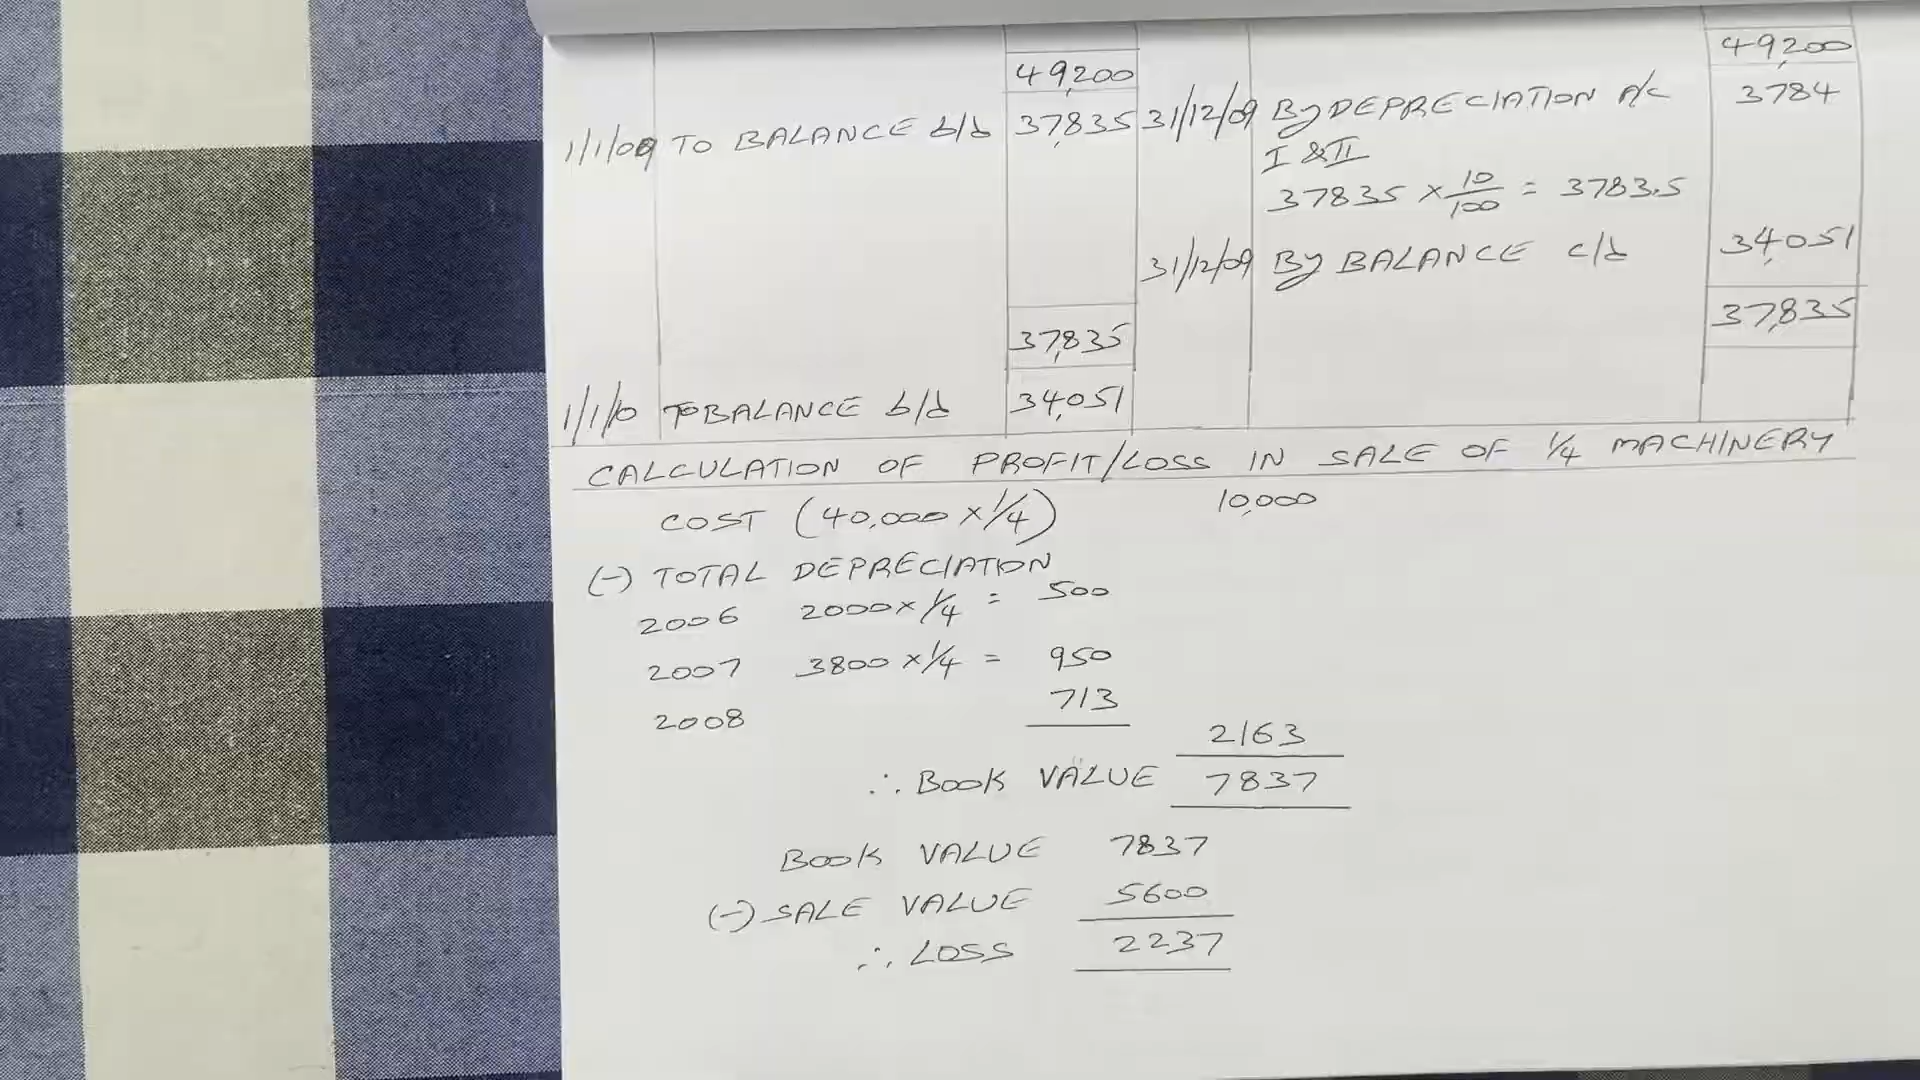 49,200 49,200
1/1/09 TO BALANCE b/d 37,835 31/12/09 By DEPRECIATION A/C 3784
I & II
37835 × 10/100 = 3783.5
31/12/09 By BALANCE c/d 34,051
37,835 37,835
1/1/10 TO BALANCE b/d 34,051
CALCULATION OF PROFIT/LOSS IN SALE OF 1/4 MACHINERY
COST (40,000 × 1/4) 10,000
(-) TOTAL DEPRECIATION
2006 2000 × 1/4 = 500
2007 3800 × 1/4 = 950
2008 713
2163
∴ BOOK VALUE 7837
BOOK VALUE 7837
(-) SALE VALUE 5600
∴ LOSS 2237